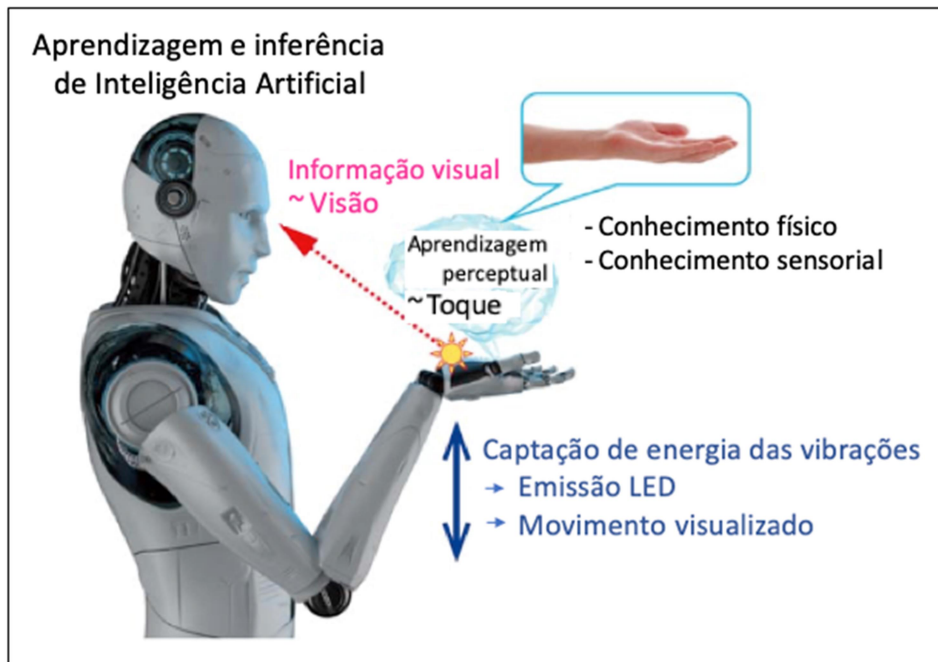 Aprendizagem e inferência
de Inteligência Artificial
Informação visual
~ Visão
Aprendizagem
perceptual
~ Toque
- Conhecimento físico
- Conhecimento sensorial
Captação de energia das vibrações
→ Emissão LED
→ Movimento visualizado